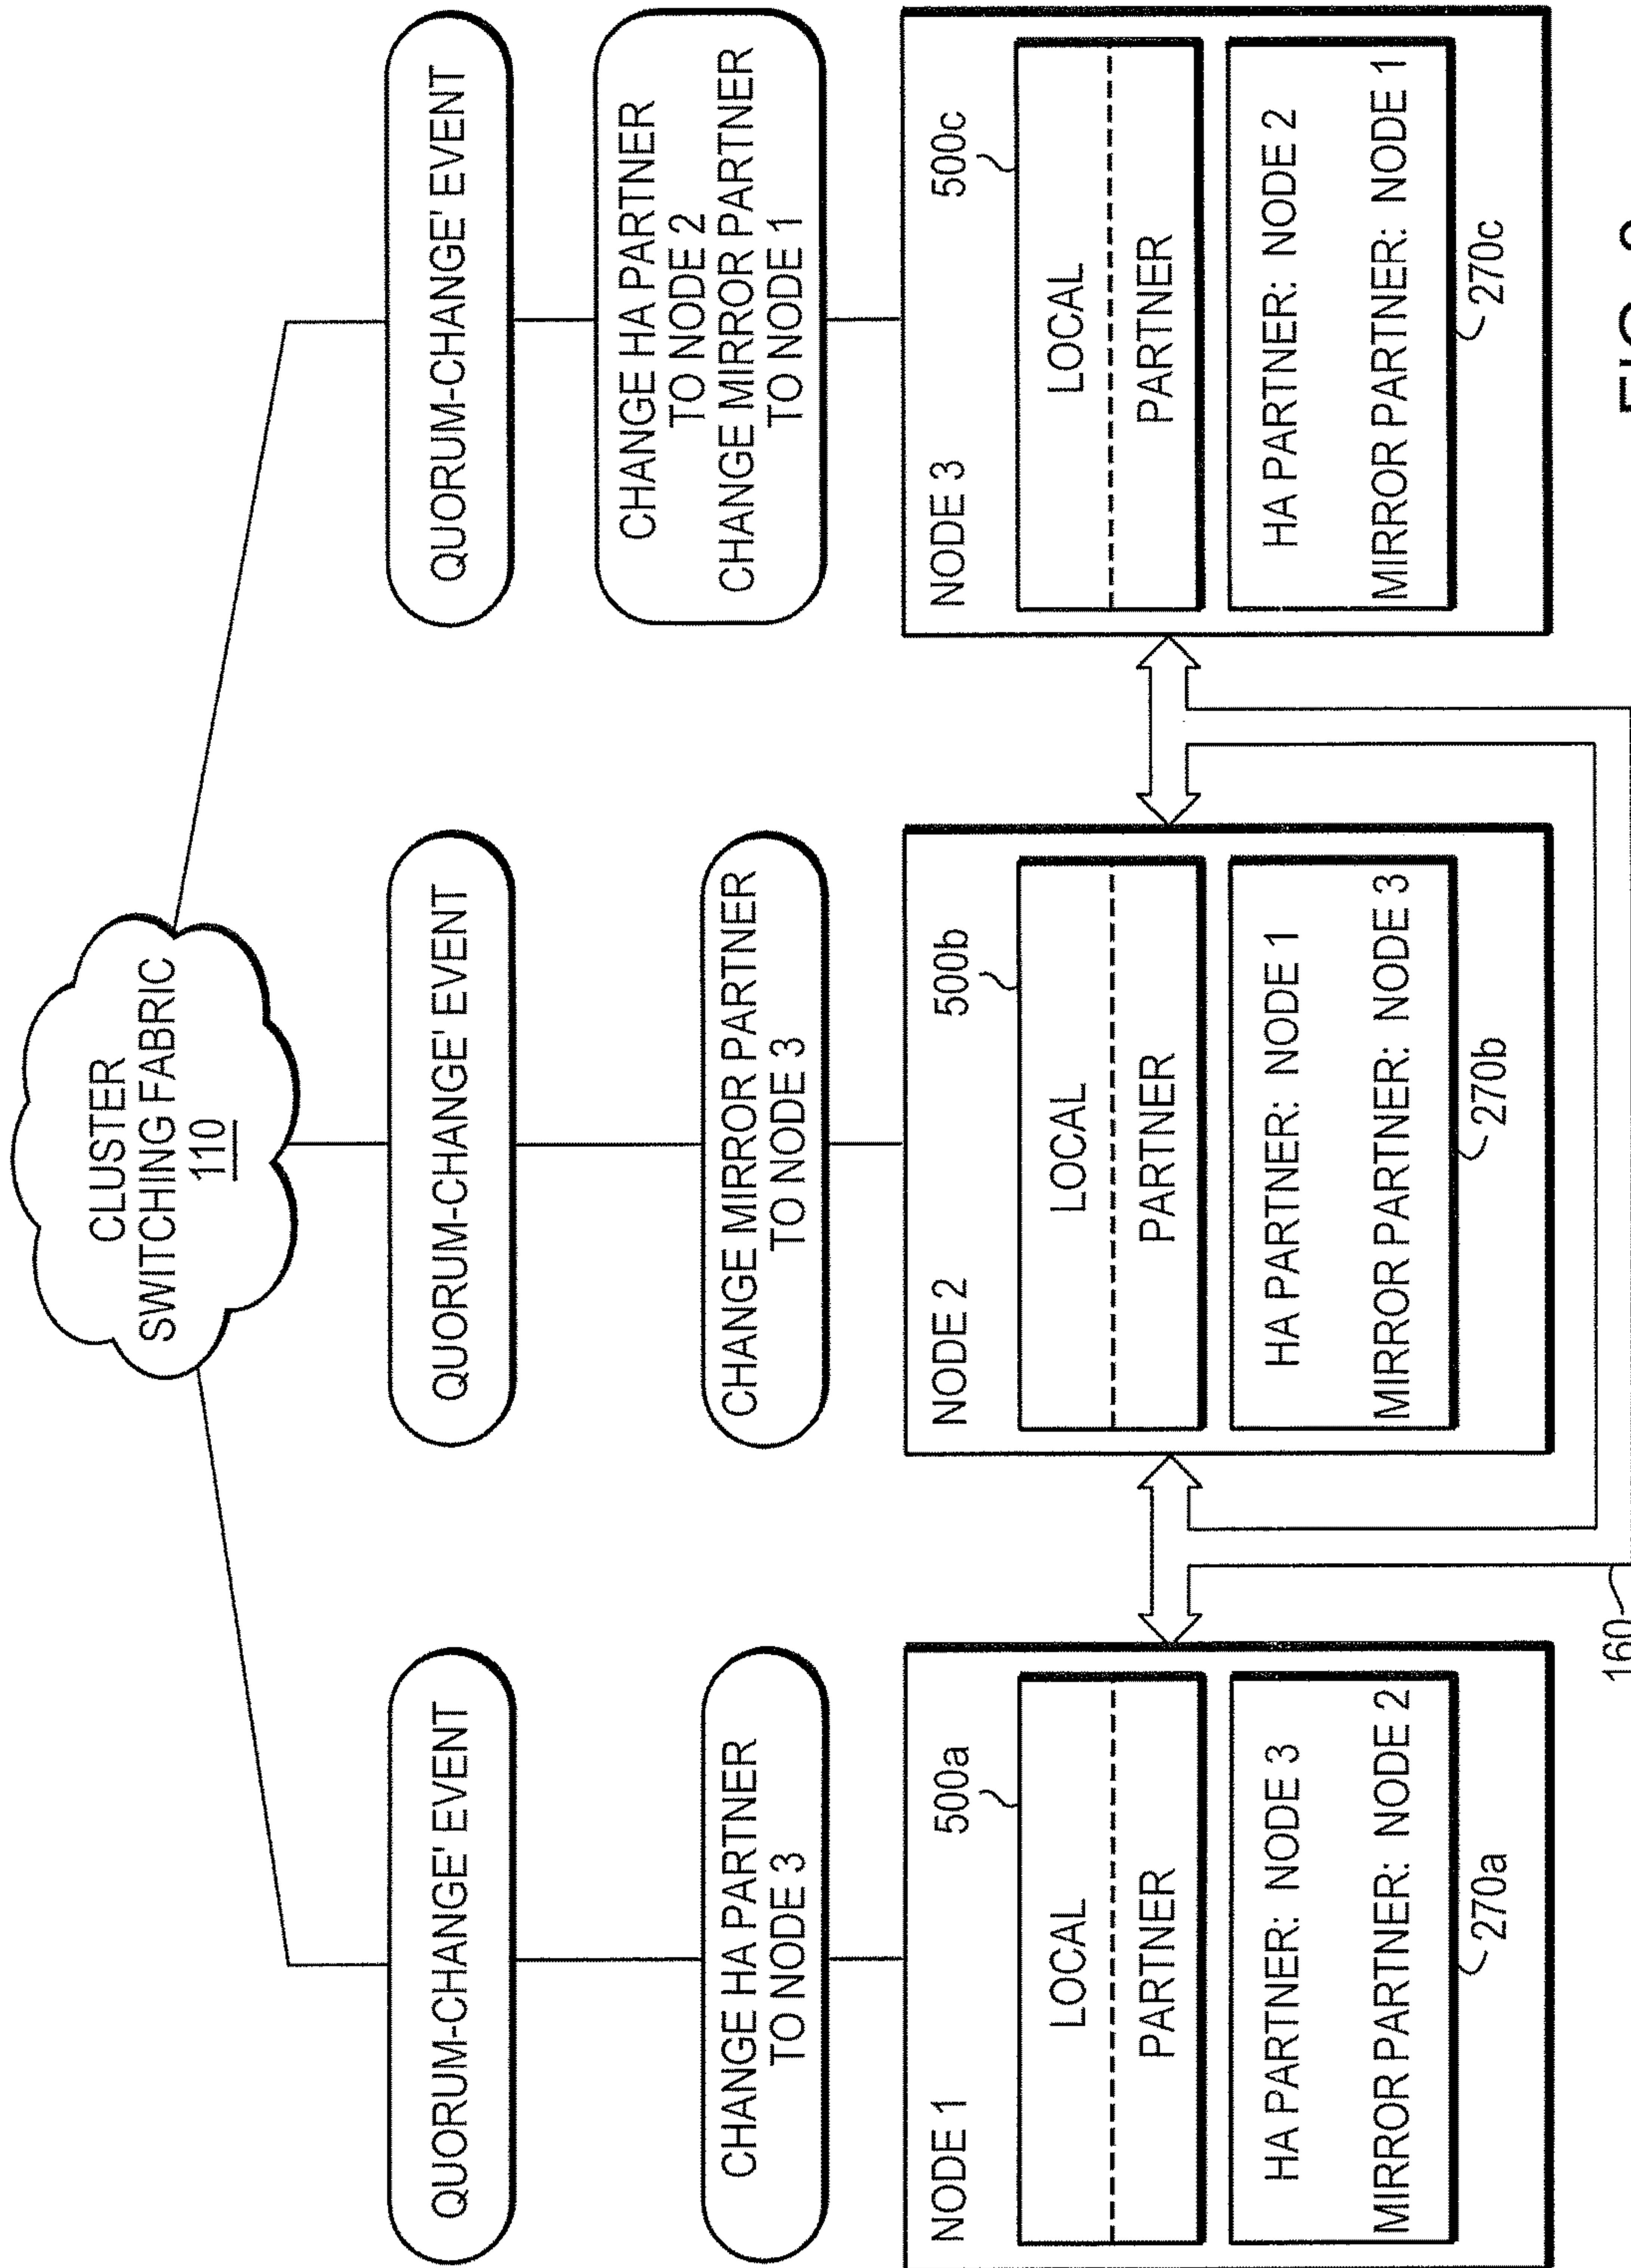 CLUSTER
SWITCHING FABRIC
110
QUORUM-CHANGE' EVENT
QUORUM-CHANGE' EVENT
QUORUM-CHANGE' EVENT
CHANGE HA PARTNER
TO NODE 3
CHANGE MIRROR PARTNER
TO NODE 3
CHANGE HA PARTNER
TO NODE 2
CHANGE MIRROR PARTNER
TO NODE 1
NODE 1
500a
LOCAL
PARTNER
HA PARTNER: NODE 3
MIRROR PARTNER: NODE 2
270a
NODE 2
500b
LOCAL
PARTNER
HA PARTNER: NODE 1
MIRROR PARTNER: NODE 3
270b
NODE 3
500c
LOCAL
PARTNER
HA PARTNER: NODE 2
MIRROR PARTNER: NODE 1
270c
160
FIG.